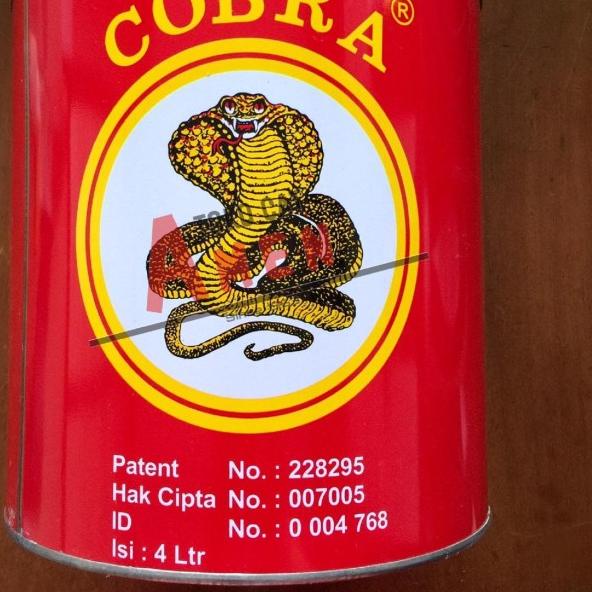 COBRA®
Patent No. : 228295
Hak Cipta No. : 007005
ID No. : 0 004 768
Isi : 4 Ltr